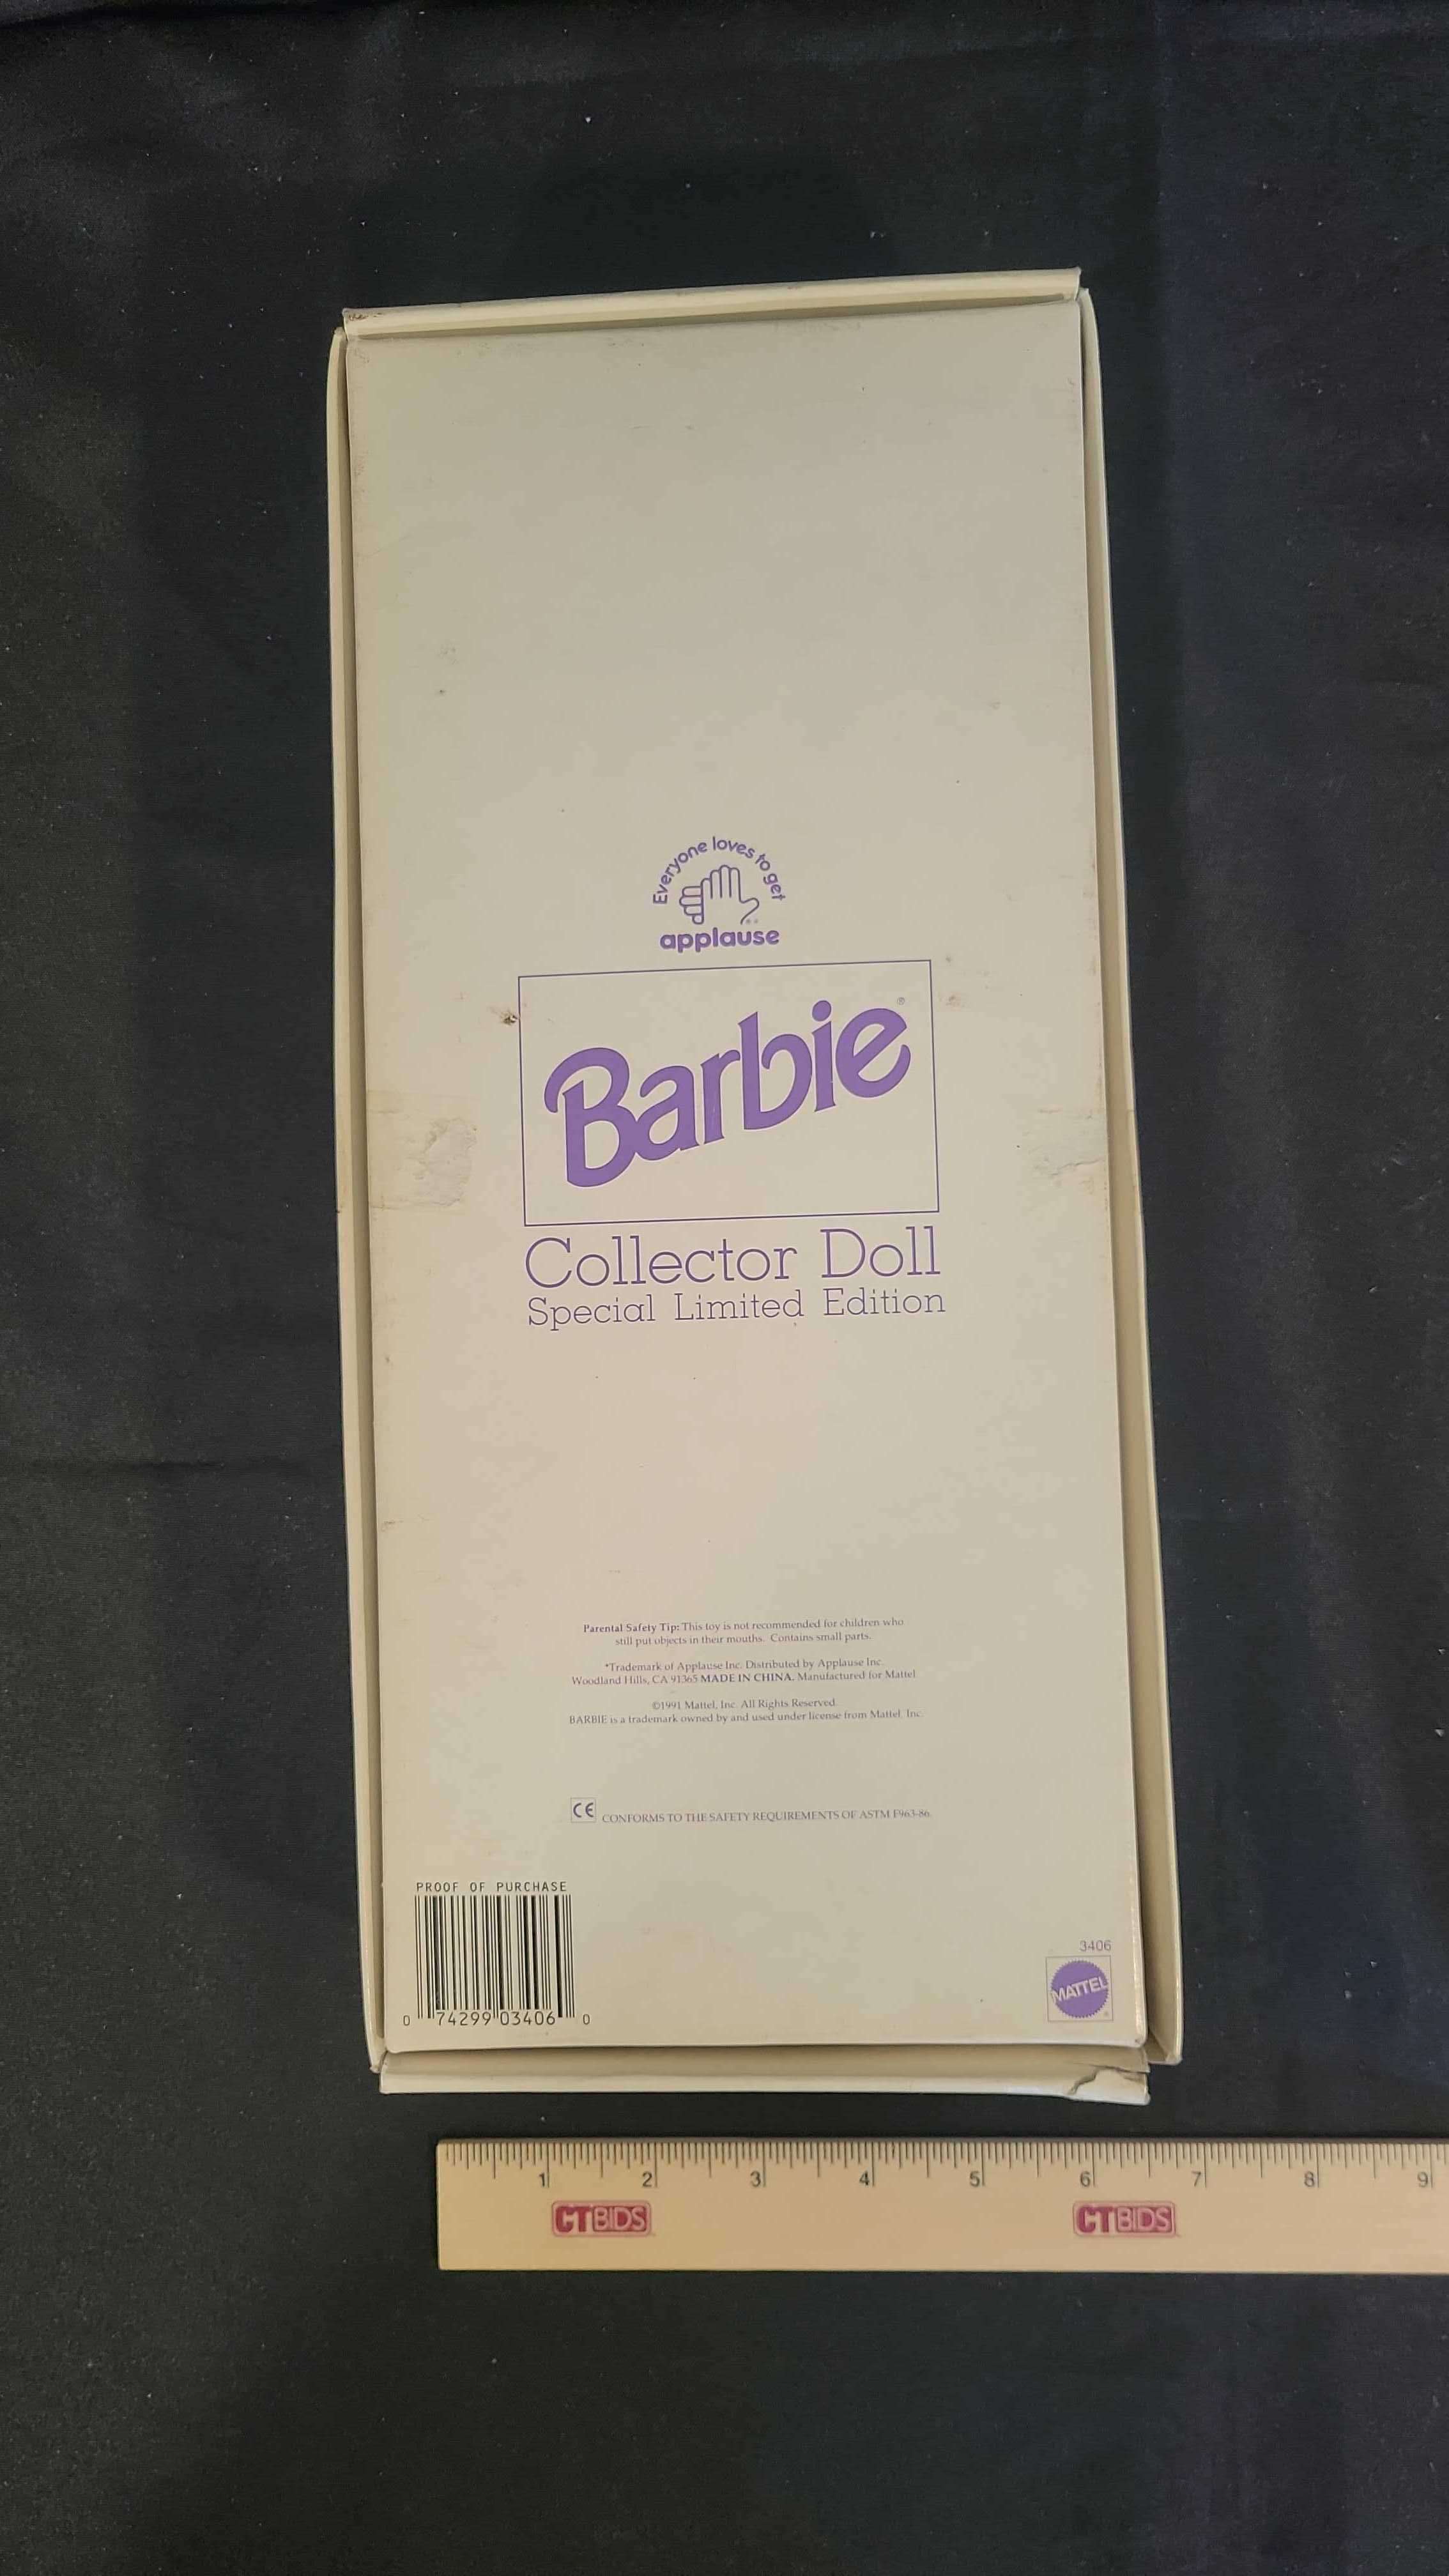 Everyone loves to get
applause
Barbie®
Collector Doll
Special Limited Edition
Parental Safety Tip: This toy is not recommended for children who
still put objects in their mouths. Contains small parts.
*Trademark of Applause Inc. Distributed by Applause Inc.
Woodland Hills, CA 91365 MADE IN CHINA. Manufactured for Mattel
©1991 Mattel, Inc. All Rights Reserved.
BARBIE is a trademark owned by and used under license from Mattel, Inc.
CE CONFORMS TO THE SAFETY REQUIREMENTS OF ASTM F963-86.
PROOF OF PURCHASE
0 74299 03406 0
3406
MATTEL
1 2 3 4 5 6 7 8 9
CTBIDS CTBIDS